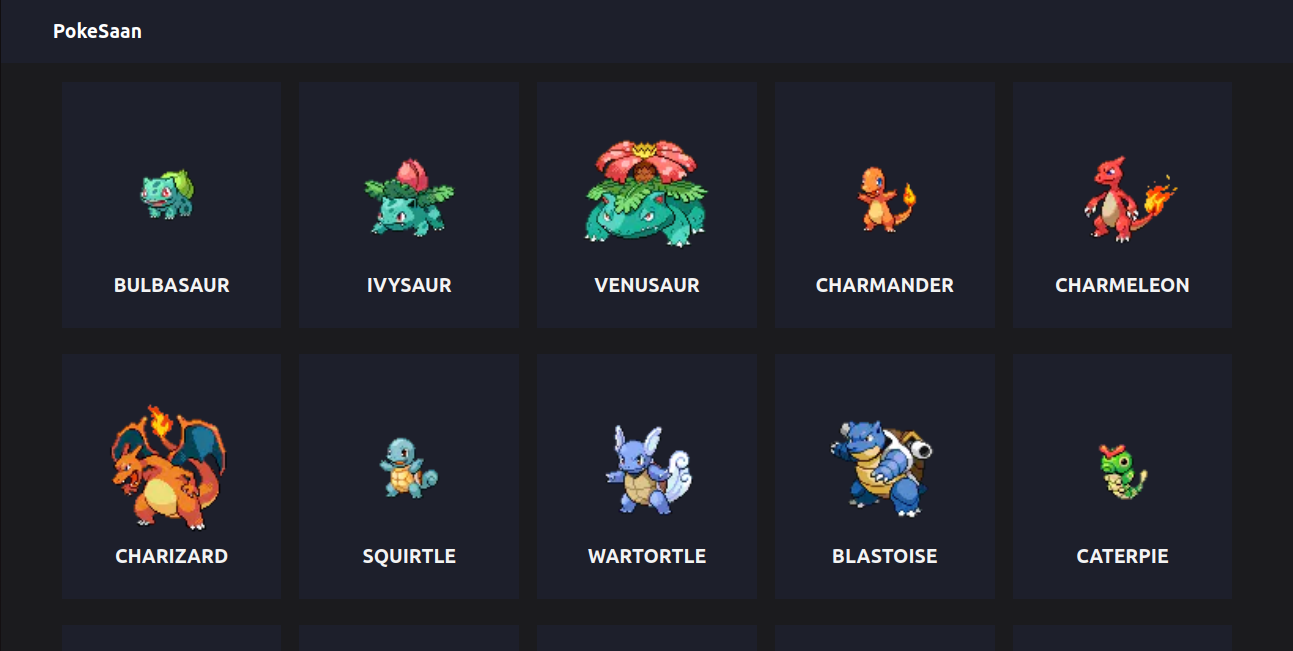 PokeSaan
BULBASAUR
IVYSAUR
VENUSAUR
CHARMANDER
CHARMELEON
CHARIZARD
SQUIRTLE
WARTORTLE
BLASTOISE
CATERPIE